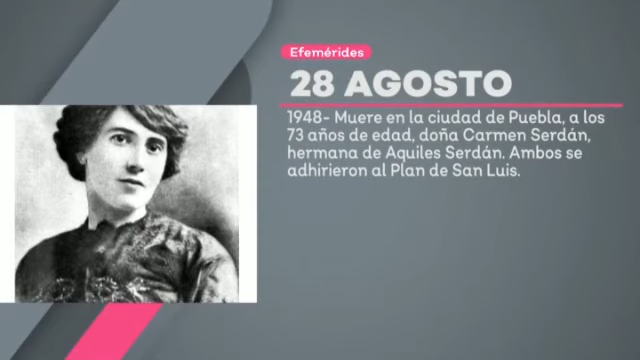 Efemérides
28 AGOSTO
1948- Muere en la ciudad de Puebla, a los
73 años de edad, doña Carmen Serdán,
hermana de Aquiles Serdán. Ambos se
adhirieron al Plan de San Luis.